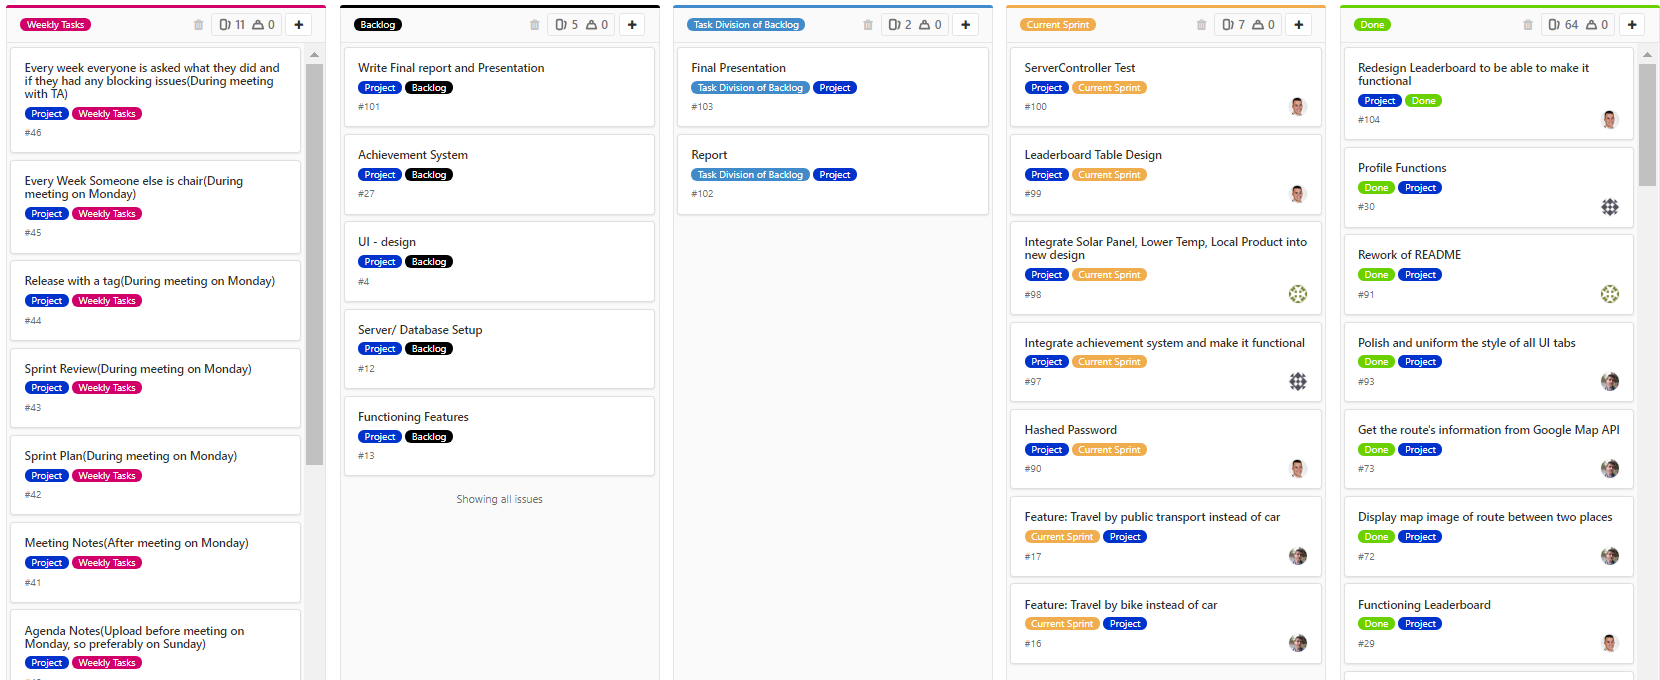 Weekly Tasks
11 0
Every week everyone is asked what they did and
if they had any blocking issues(During meeting
with TA)
Project Weekly Tasks
#46
Every Week Someone else is chair(During
meeting on Monday)
Project Weekly Tasks
#45
Release with a tag(During meeting on Monday)
Project Weekly Tasks
#44
Sprint Review(During meeting on Monday)
Project Weekly Tasks
#43
Sprint Plan(During meeting on Monday)
Project Weekly Tasks
#42
Meeting Notes(After meeting on Monday)
Project Weekly Tasks
#41
Agenda Notes(Upload before meeting on
Monday, so preferably on Sunday)
Project Weekly Tasks
Backlog
5 0
Write Final report and Presentation
Project Backlog
#101
Achievement System
Project Backlog
#27
UI - design
Project Backlog
#4
Server/ Database Setup
Project Backlog
#12
Functioning Features
Project Backlog
#13
Showing all issues
Task Division of Backlog
2 0
Final Presentation
Task Division of Backlog Project
#103
Report
Task Division of Backlog Project
#102
Current Sprint
7 0
ServerController Test
Project Current Sprint
#100
Leaderboard Table Design
Project Current Sprint
#99
Integrate Solar Panel, Lower Temp, Local Product into
new design
Project Current Sprint
#98
Integrate achievement system and make it functional
Project Current Sprint
#97
Hashed Password
Project Current Sprint
#90
Feature: Travel by public transport instead of car
Current Sprint Project
#17
Feature: Travel by bike instead of car
Current Sprint Project
#16
Done
64 0
Redesign Leaderboard to be able to make it
functional
Project Done
#104
Profile Functions
Done Project
#30
Rework of README
Done Project
#91
Polish and uniform the style of all UI tabs
Done Project
#93
Get the route's information from Google Map API
Done Project
#73
Display map image of route between two places
Done Project
#72
Functioning Leaderboard
Done Project
#29